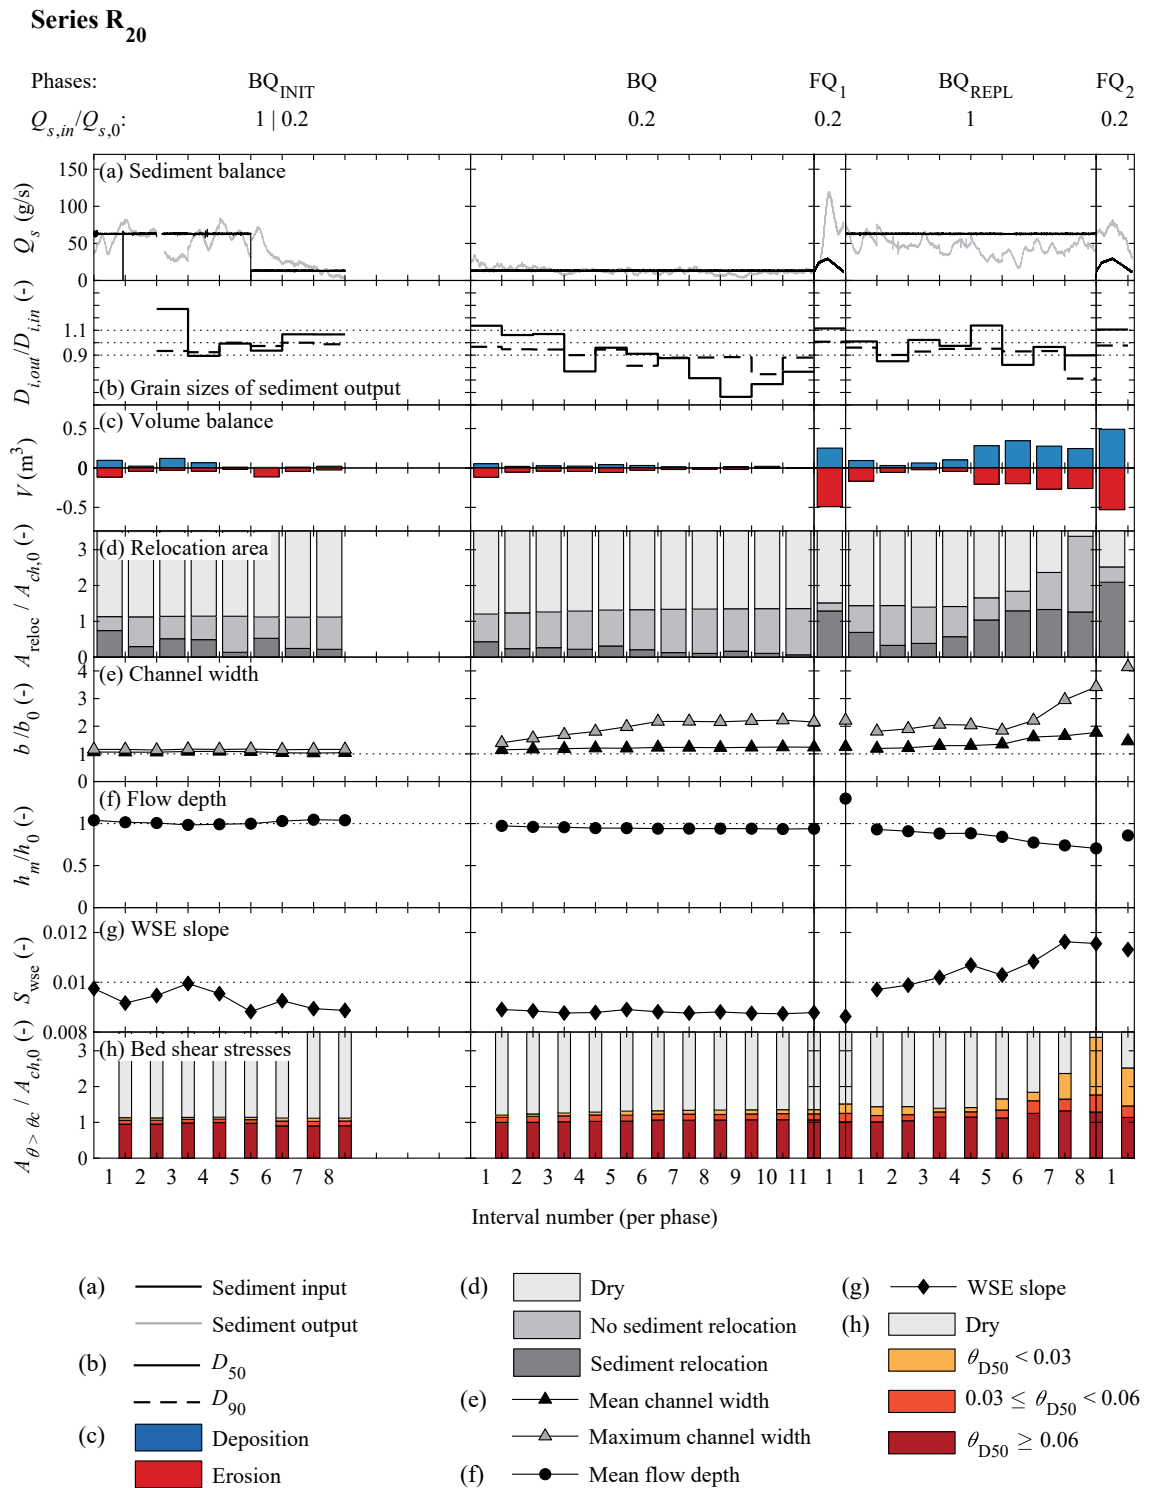 Series R20
Phases: BQINIT BQ FQ1 BQREPL FQ2
Qs,in/Qs,0: 1 | 0.2 0.2 0.2 1 0.2
(a) Sediment balance
Qs (g/s)
150
100
50
0
(b) Grain sizes of sediment output
Di,out/Di,in (-)
1.1
0.9
(c) Volume balance
V (m3)
0.5
0
-0.5
(d) Relocation area
Areloc / Ach,0 (-)
3
2
1
0
(e) Channel width
b/b0 (-)
4
3
2
1
0
(f) Flow depth
hm/h0 (-)
1
0.5
0
(g) WSE slope
Swse (-)
0.012
0.01
0.008
(h) Bed shear stresses
Aθ > θc / Ach,0 (-)
3
2
1
0
1 2 3 4 5 6 7 8 1 2 3 4 5 6 7 8 9 10 11 1 1 2 3 4 5 6 7 8 1
Interval number (per phase)
(a) Sediment input
Sediment output
(b) D50
D90
(c) Deposition
Erosion
(d) Dry
No sediment relocation
Sediment relocation
(e) Mean channel width
Maximum channel width
(f) Mean flow depth
(g) WSE slope
(h) Dry
θD50 < 0.03
0.03 ≤ θD50 < 0.06
θD50 ≥ 0.06